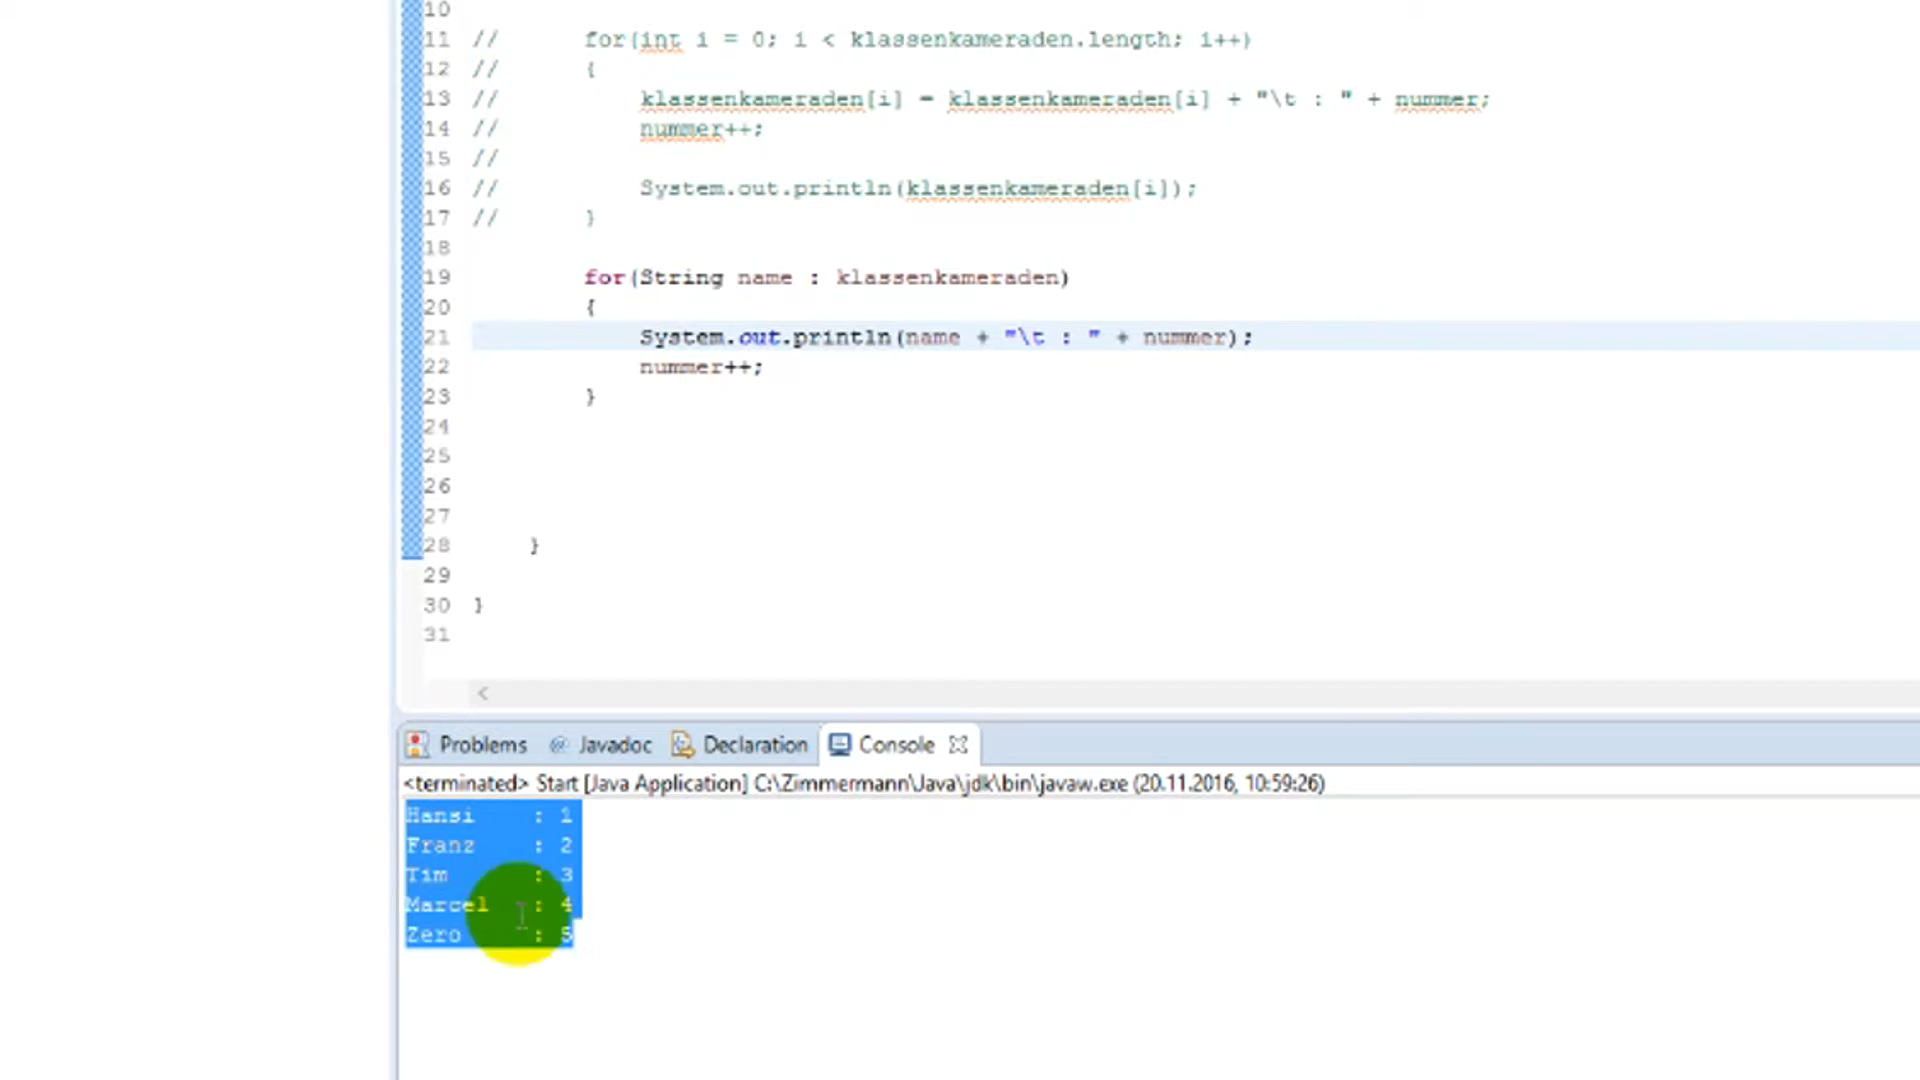 10
11 // for(int i = 0; i < klassenkameraden.length; i++)
12 // {
13 // klassenkameraden[i] = klassenkameraden[i] + "\t : " + nummer;
14 // nummer++;
15 //
16 // System.out.println(klassenkameraden[i]);
17 // }
18
19 for(String name : klassenkameraden)
20 {
21 System.out.println(name + "\t : " + nummer);
22 nummer++;
23 }
24
25
26
27
28 }
29
30 }
31
Problems Javadoc Declaration Console
<terminated> Start [Java Application] C:\Zimmermann\Java\jdk\bin\javaw.exe (20.11.2016, 10:59:26)
Hansi : 1
Franz : 2
Tim : 3
Marcel : 4
Zero : 5